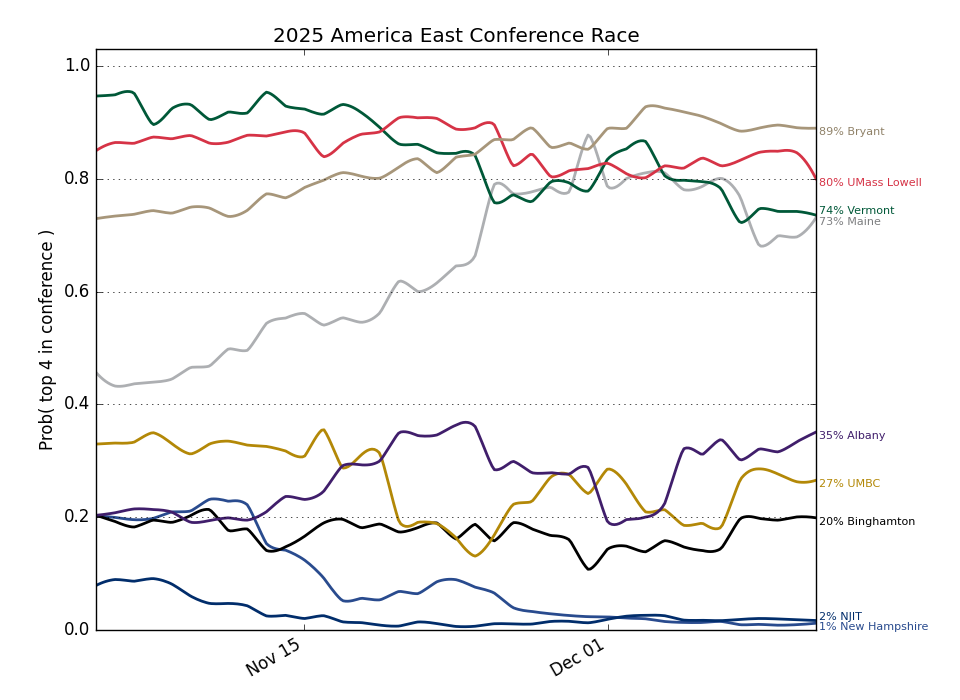 2025 America East Conference Race
1.0
0.8
0.6
0.4
0.2
0.0
Prob( top 4 in conference )
Nov 15
Dec 01
89% Bryant
80% UMass Lowell
74% Vermont
73% Maine
35% Albany
27% UMBC
20% Binghamton
2% NJIT
1% New Hampshire